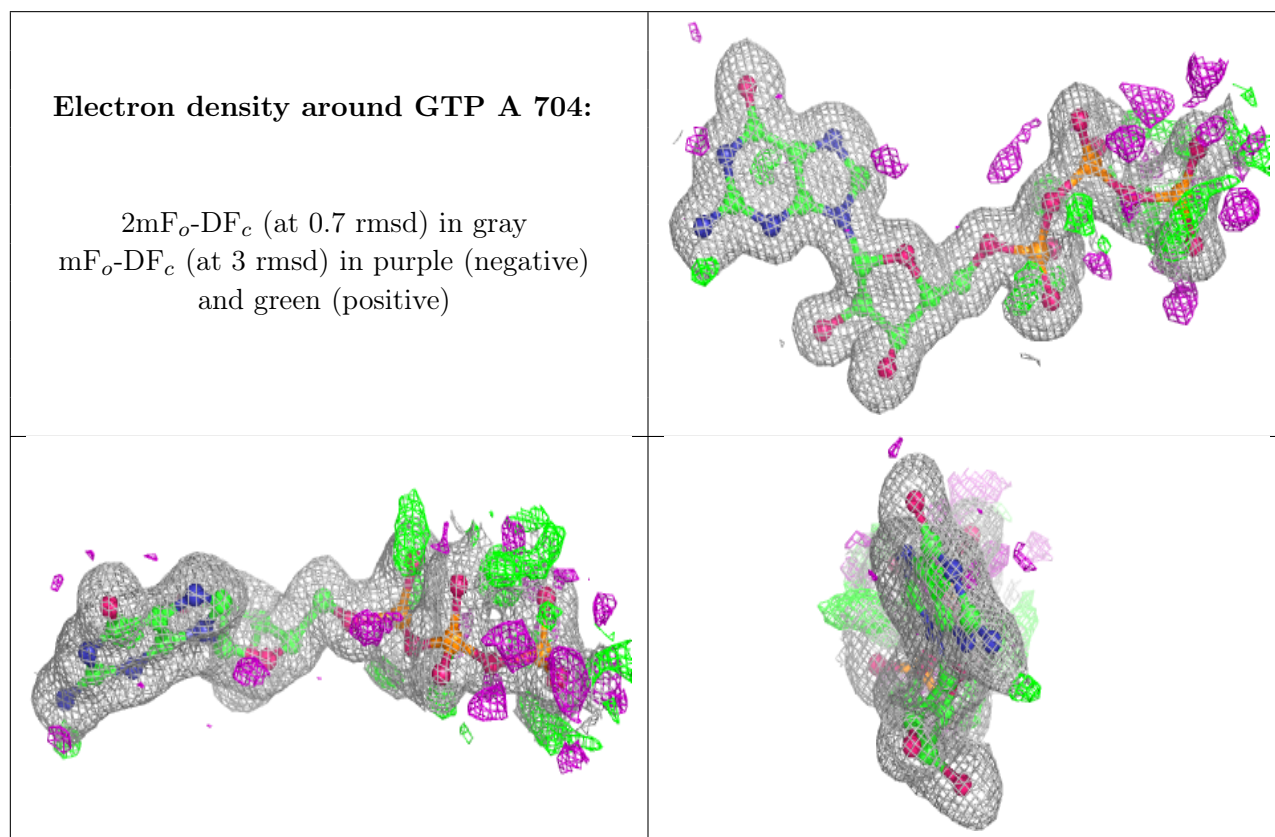 Electron density around GTP A 704:
2mFo-DFc (at 0.7 rmsd) in gray
mFo-DFc (at 3 rmsd) in purple (negative)
and green (positive)